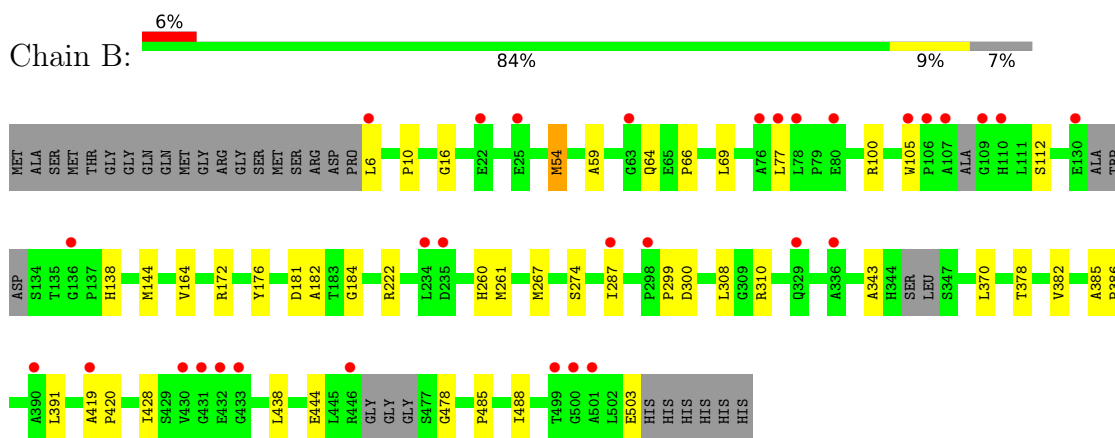 6%
Chain B:
84% 9% 7%
MET ALA SER MET THR GLY GLY GLN GLN MET GLY ARG GLY SER MET SER ARG ASP PRO L6 P10 G16 E22 E25 M54 A59 G63 Q64 E65 P66 L69 A76 L77 L78 P79 E80 R100 W105 P106 A107 ALA G109 H110 L111 S112 E130 ALA TRP
ASP S134 T135 G136 P137 H138 M144 V164 R172 Y176 D181 A182 T183 G184 R222 L234 D235 H260 M261 M267 S274 I287 P298 P299 D300 L308 G309 R310 Q329 A336 A343 H344 SER LEU S347 L370 T378 V382 A385
A390 L391 A419 P420 I428 S429 V430 G431 E432 G433 L438 E444 L445 R446 GLY GLY GLY S477 G478 P485 I488 T499 G500 A501 L502 E503 HIS HIS HIS HIS HIS HIS